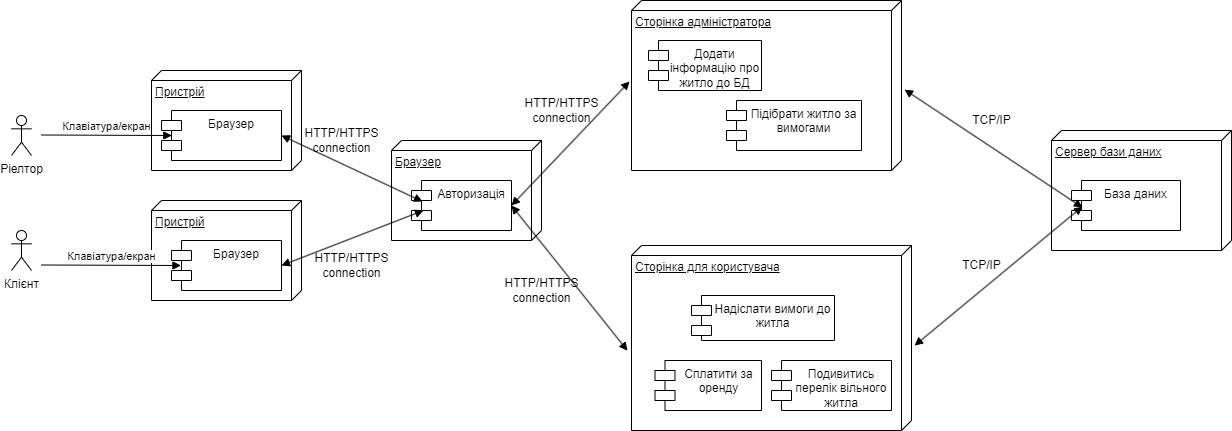 Ріелтор
Клавіатура/екран
Пристрій
Браузер
Клієнт
Клавіатура/екран
Пристрій
Браузер
HTTP/HTTPS
connection
HTTP/HTTPS
connection
Браузер
Авторизація
HTTP/HTTPS
connection
HTTP/HTTPS
connection
Сторінка адміністратора
Додати
інформацію про
житло до БД
Підібрати житло за
вимогами
Сторінка для користувача
Надіслати вимоги до
житла
Сплатити за
оренду
Подивитись
перелік вільного
житла
TCP/IP
TCP/IP
Сервер бази даних
База даних